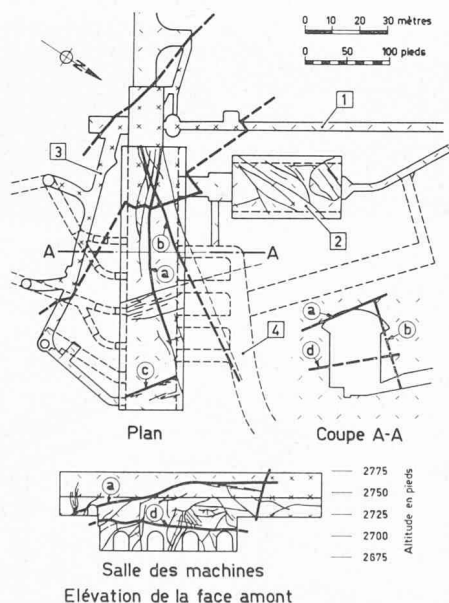 0 10 20 30 mètres
0 50 100 pieds
N
1
3
2
A A
b
a
4
c
a
b
d
Plan
Coupe A-A
a
d
2775
2750
2725
2700
2675
Altitude en pieds
Salle des machines
Elévation de la face amont